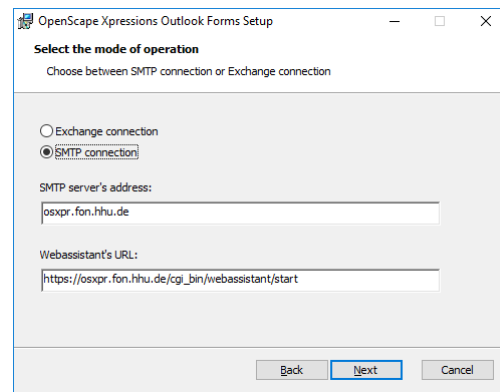 OpenScape Xpressions Outlook Forms Setup
Select the mode of operation
Choose between SMTP connection or Exchange connection
Exchange connection
SMTP connection
SMTP server's address:
osxpr.fon.hhu.de
Webassistant's URL:
https://osxpr.fon.hhu.de/cgi_bin/webassistant/start
Back Next Cancel